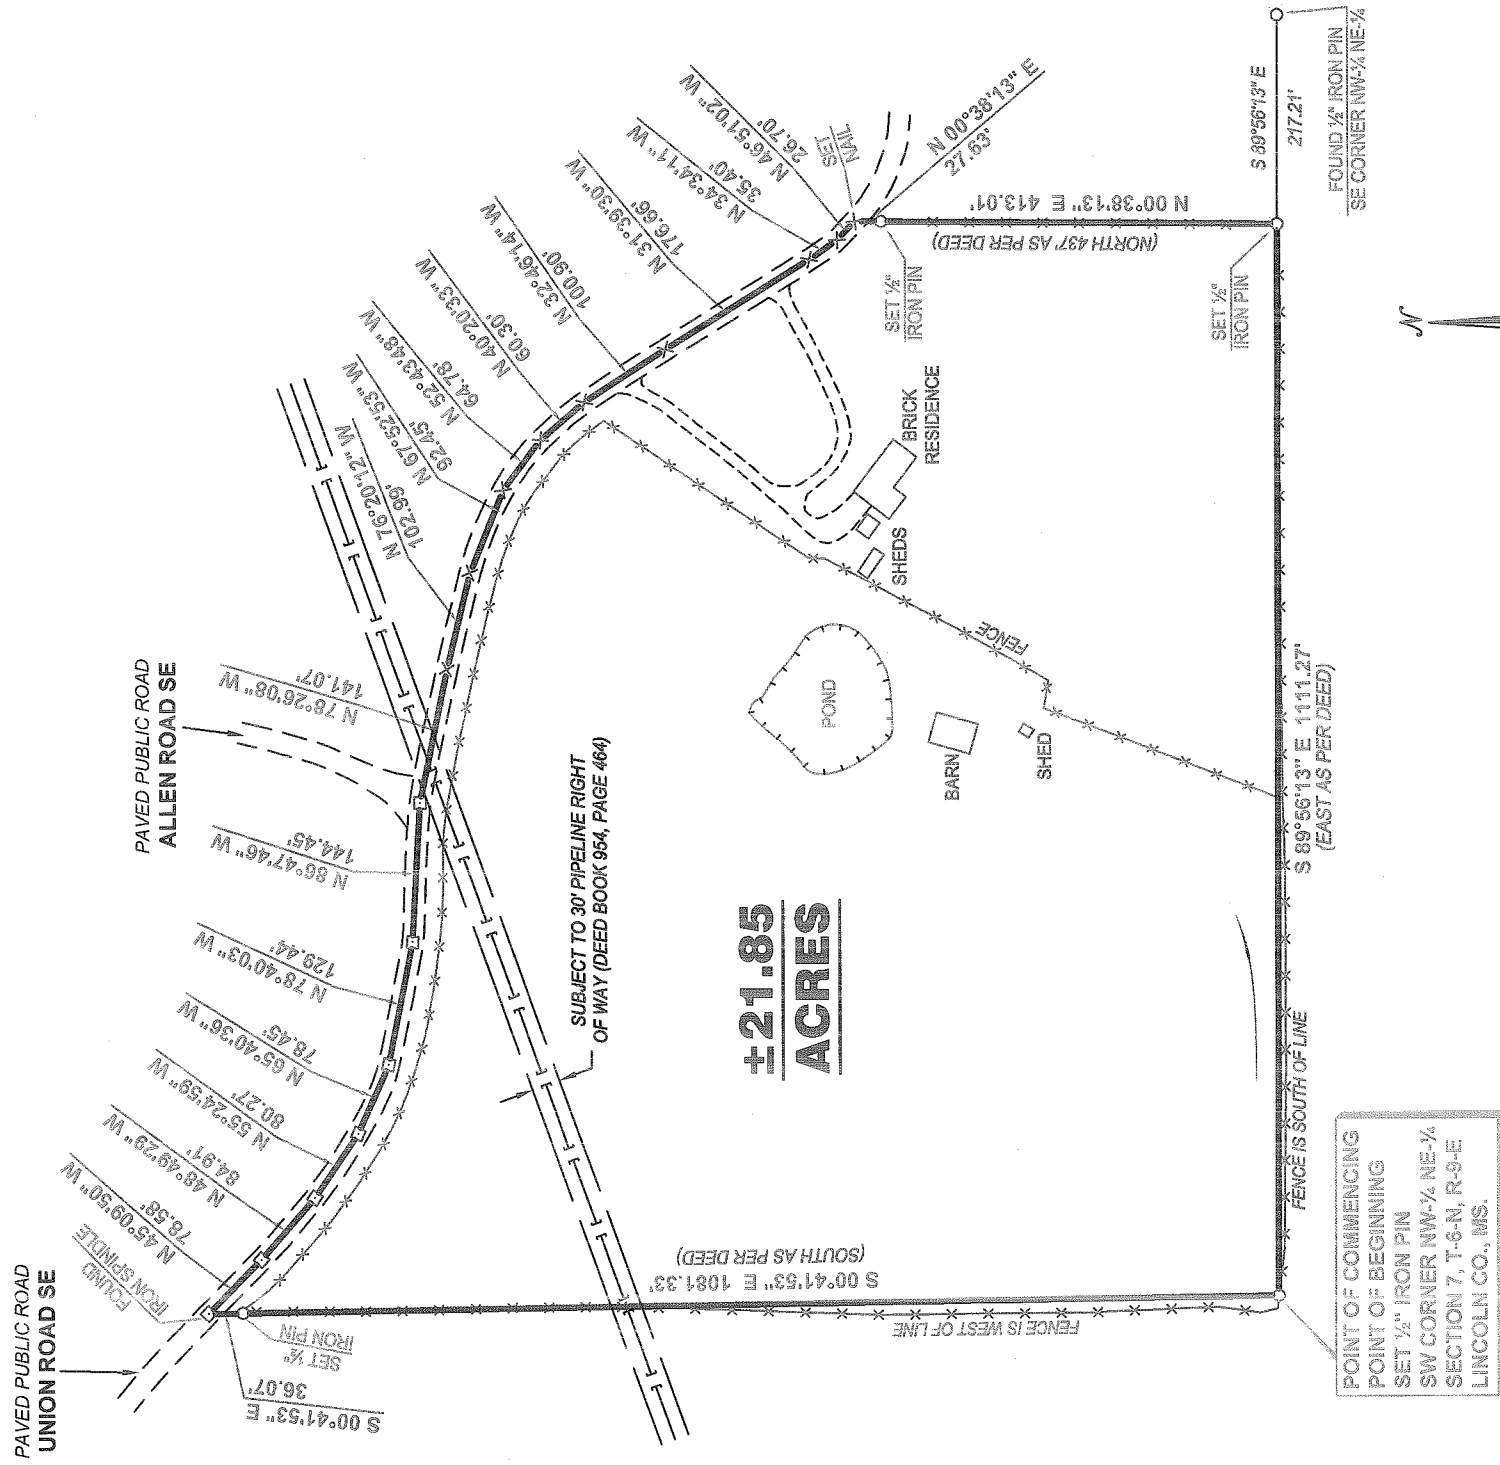 PAVED PUBLIC ROAD
UNION ROAD SE
PAVED PUBLIC ROAD
ALLEN ROAD SE
FOUND
IRON SPINDLE
N 45°09'50" W
78.58'
N 48°49'29" W
84.91'
N 55°24'59" W
80.27'
N 65°40'36" W
78.45'
N 78°40'03" W
129.44'
N 86°47'46" W
144.45'
N 78°26'08" W
141.07'
N 76°20'12" W
102.99'
N 67°52'53" W
92.45'
N 52°43'48" W
64.78'
N 40°20'33" W
60.30'
N 32°46'14" W
100.90'
N 31°39'30" W
176.66'
N 34°34'11" W
35.40'
N 46°51'02" W
26.70'
SET
NAIL
N 00°38'13" E
27.63'
N 00°38'13" E 413.01'
(NORTH 437' AS PER DEED)
SET ½"
IRON PIN
SET ½"
IRON PIN
S 89°56'13" E
217.21'
FOUND ½" IRON PIN
SE CORNER NW-¼ NE-¼
N
BRICK
RESIDENCE
SHEDS
FENCE
POND
BARN
SHED
SUBJECT TO 30' PIPELINE RIGHT
OF WAY (DEED BOOK 954, PAGE 464)
±21.85
ACRES
S 89°56'13" E 1111.27'
(EAST AS PER DEED)
FENCE IS SOUTH OF LINE
S 00°41'53" E 1081.33'
(SOUTH AS PER DEED)
FENCE IS WEST OF LINE
SET ½"
IRON PIN
S 00°41'53" E
36.07'
POINT OF COMMENCING
POINT OF BEGINNING
SET ½" IRON PIN
SW CORNER NW-¼ NE-¼
SECTION 7, T-6-N, R-9-E
LINCOLN CO., MS.